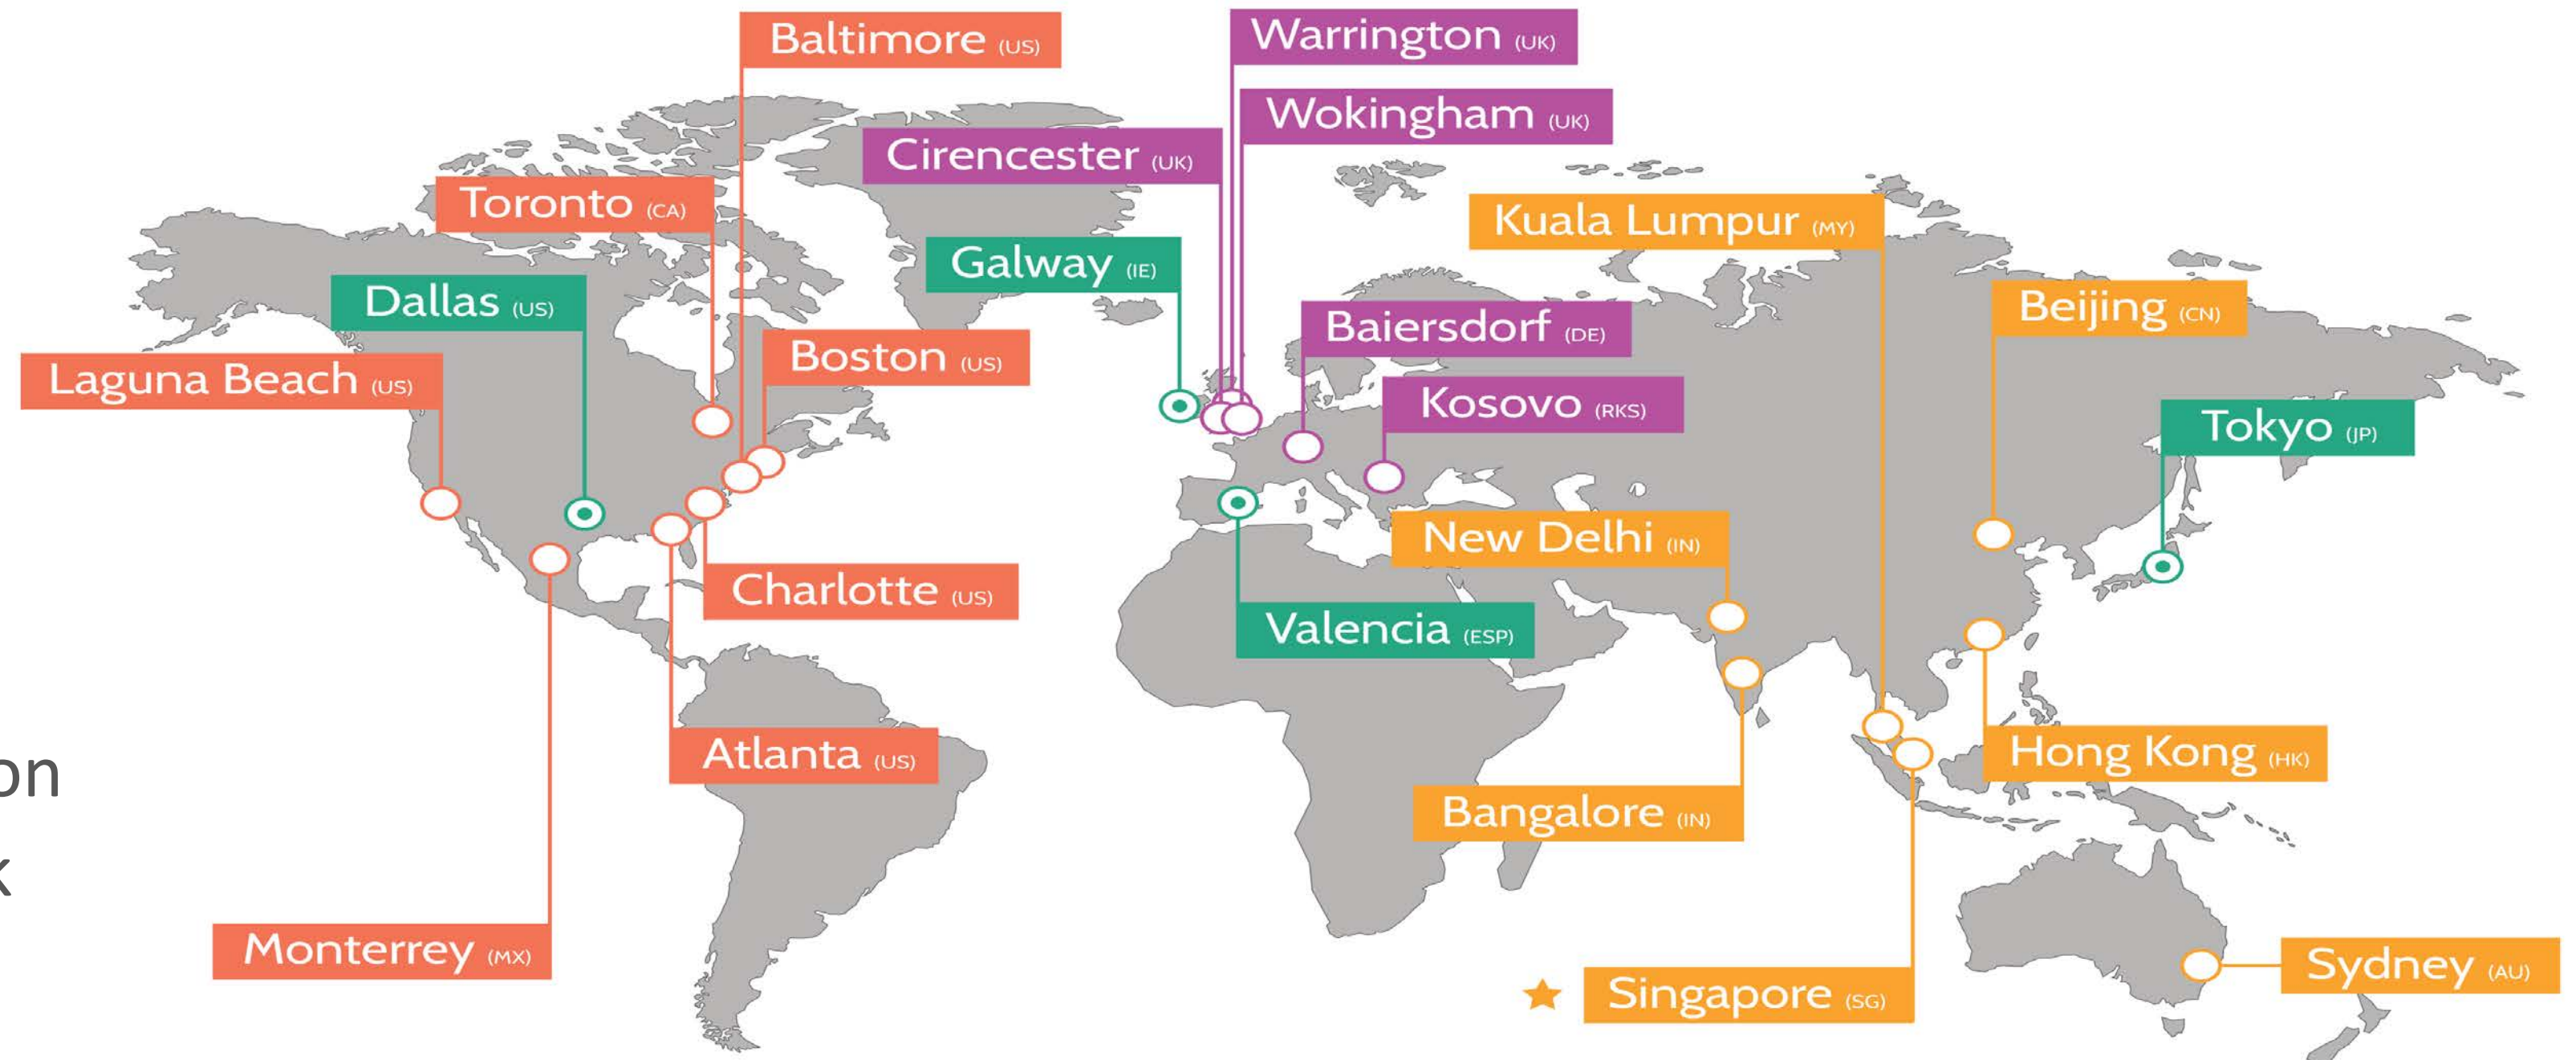 Baltimore (US)
Warrington (UK)
Wokingham (UK)
Cirencester (UK)
Toronto (CA)
Kuala Lumpur (MY)
Galway (IE)
Dallas (US)
Beijing (CN)
Baiersdorf (DE)
Boston (US)
Laguna Beach (US)
Kosovo (RKS)
Tokyo (JP)
New Delhi (IN)
Charlotte (US)
Valencia (ESP)
Atlanta (US)
Hong Kong (HK)
on
Bangalore (IN)
k
Monterrey (MX)
Sydney (AU)
Singapore (SG)